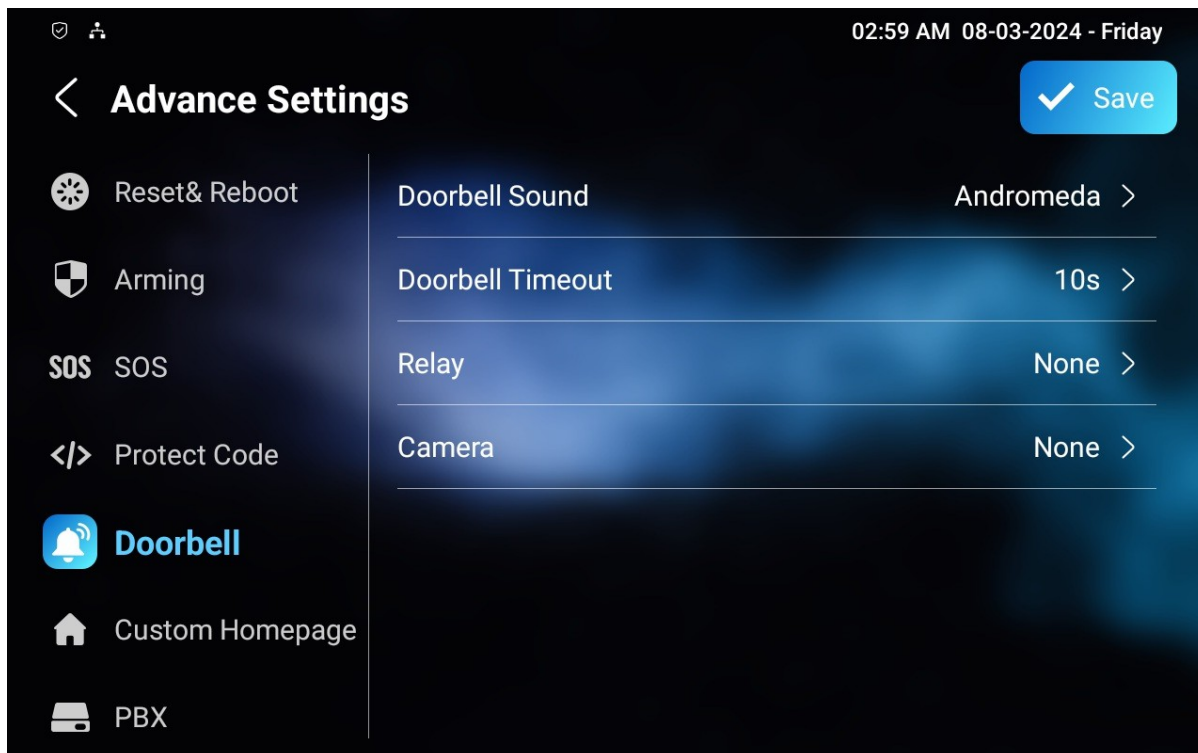 02:59 AM 08-03-2024 - Friday
Advance Settings
Save
Reset& Reboot
Arming
SOS SOS
</> Protect Code
Doorbell
Custom Homepage
PBX
Doorbell Sound Andromeda >
Doorbell Timeout 10s >
Relay None >
Camera None >